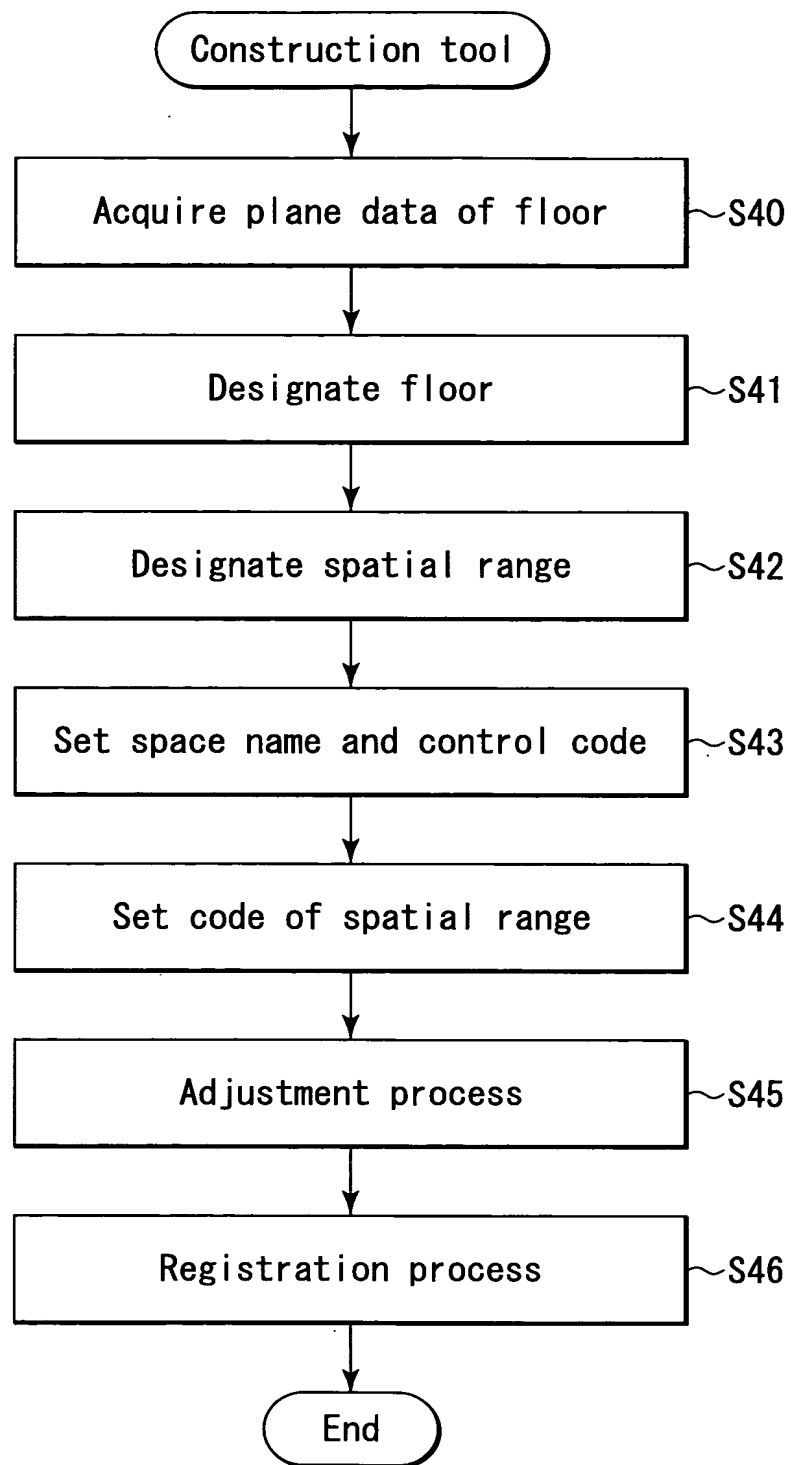 Construction tool
Acquire plane data of floor
S40
Designate floor
S41
Designate spatial range
S42
Set space name and control code
S43
Set code of spatial range
S44
Adjustment process
S45
Registration process
S46
End